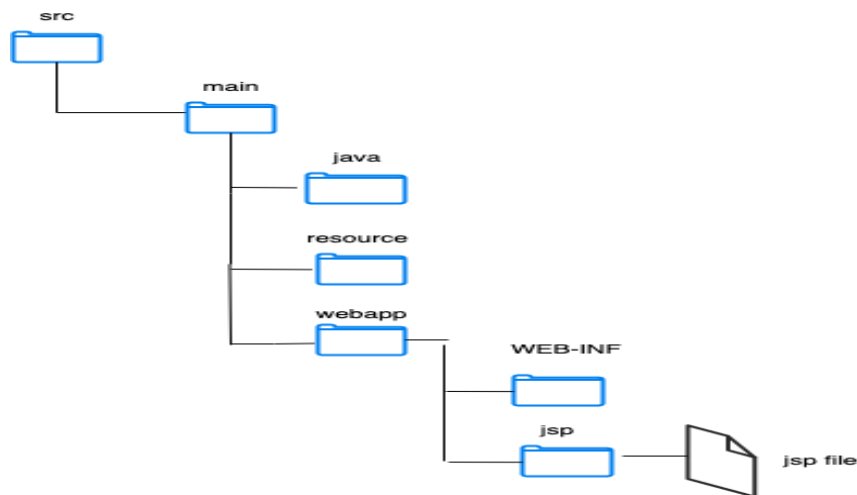 src
main
java
resource
webapp
WEB-INF
jsp
jsp file